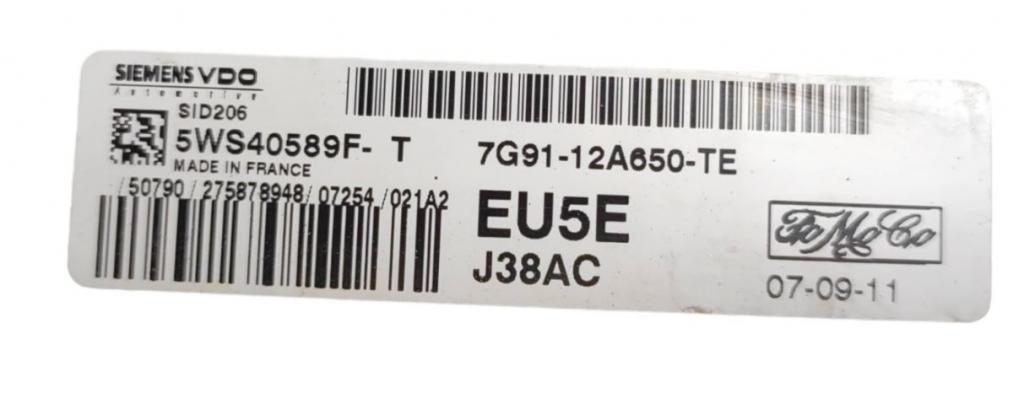 SIEMENS VDO
Automotive
SID206
5WS40589F- T 7G91-12A650-TE
MADE IN FRANCE
/50790/275878948/07254/021A2
EU5E
J38AC
FoMoCo
07-09-11